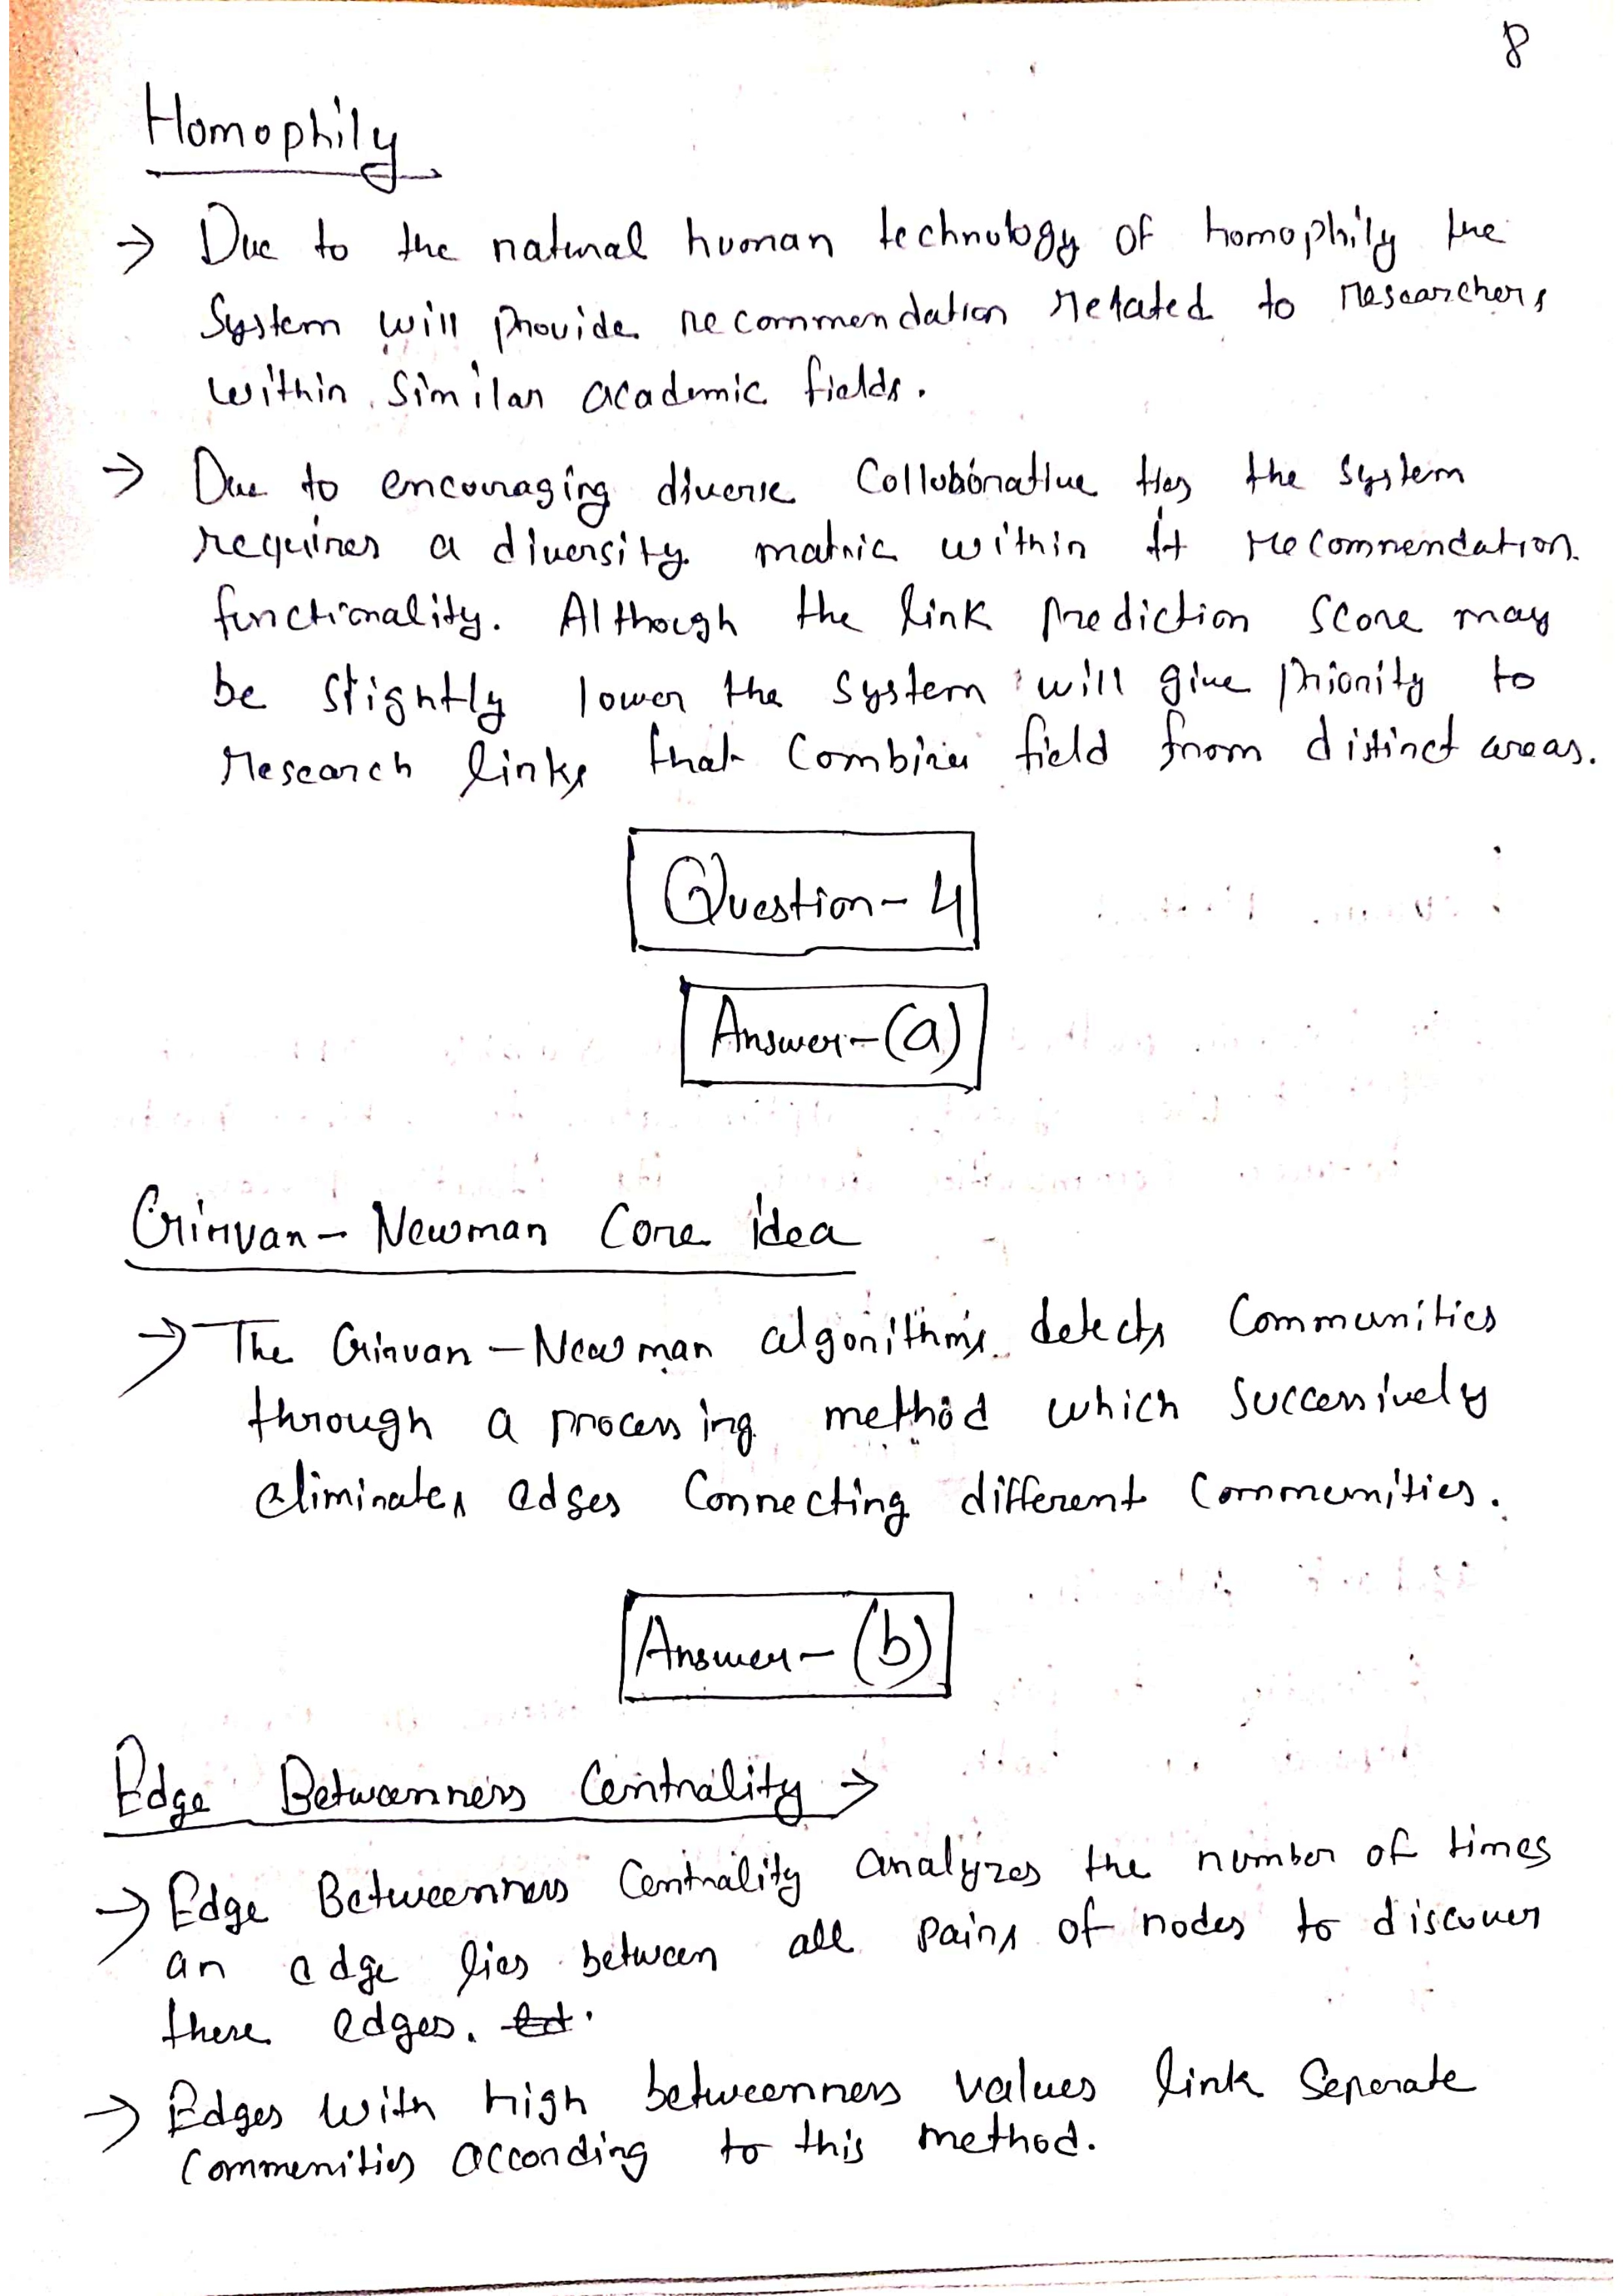 8
Homophily
→ Due to the natural human technology of homophily the
System will provide recommendation related to researchers
within similar academic fields.
→ Due to encouraging diverse Collaborative ties the system
requires a diversity matric within it recommendation
functionality. Although the link prediction score may
be slightly lower the system will give priority to
research links that combines field from distinct areas.
Question-4
Answer-(a)
Girvan-Newman Core idea
→ The Girvan-Newman algorithms detects Communities
through a processing method which successively
eliminates edges connecting different communities.
Answer-(b)
Edge Betweenness Centrality →
→ Edge Betweenness Centrality analyzes the number of times
an edge lies between all pairs of nodes to discover
these edges.
→ Edges with high betweenness values link Seperate
Communities according to this method.